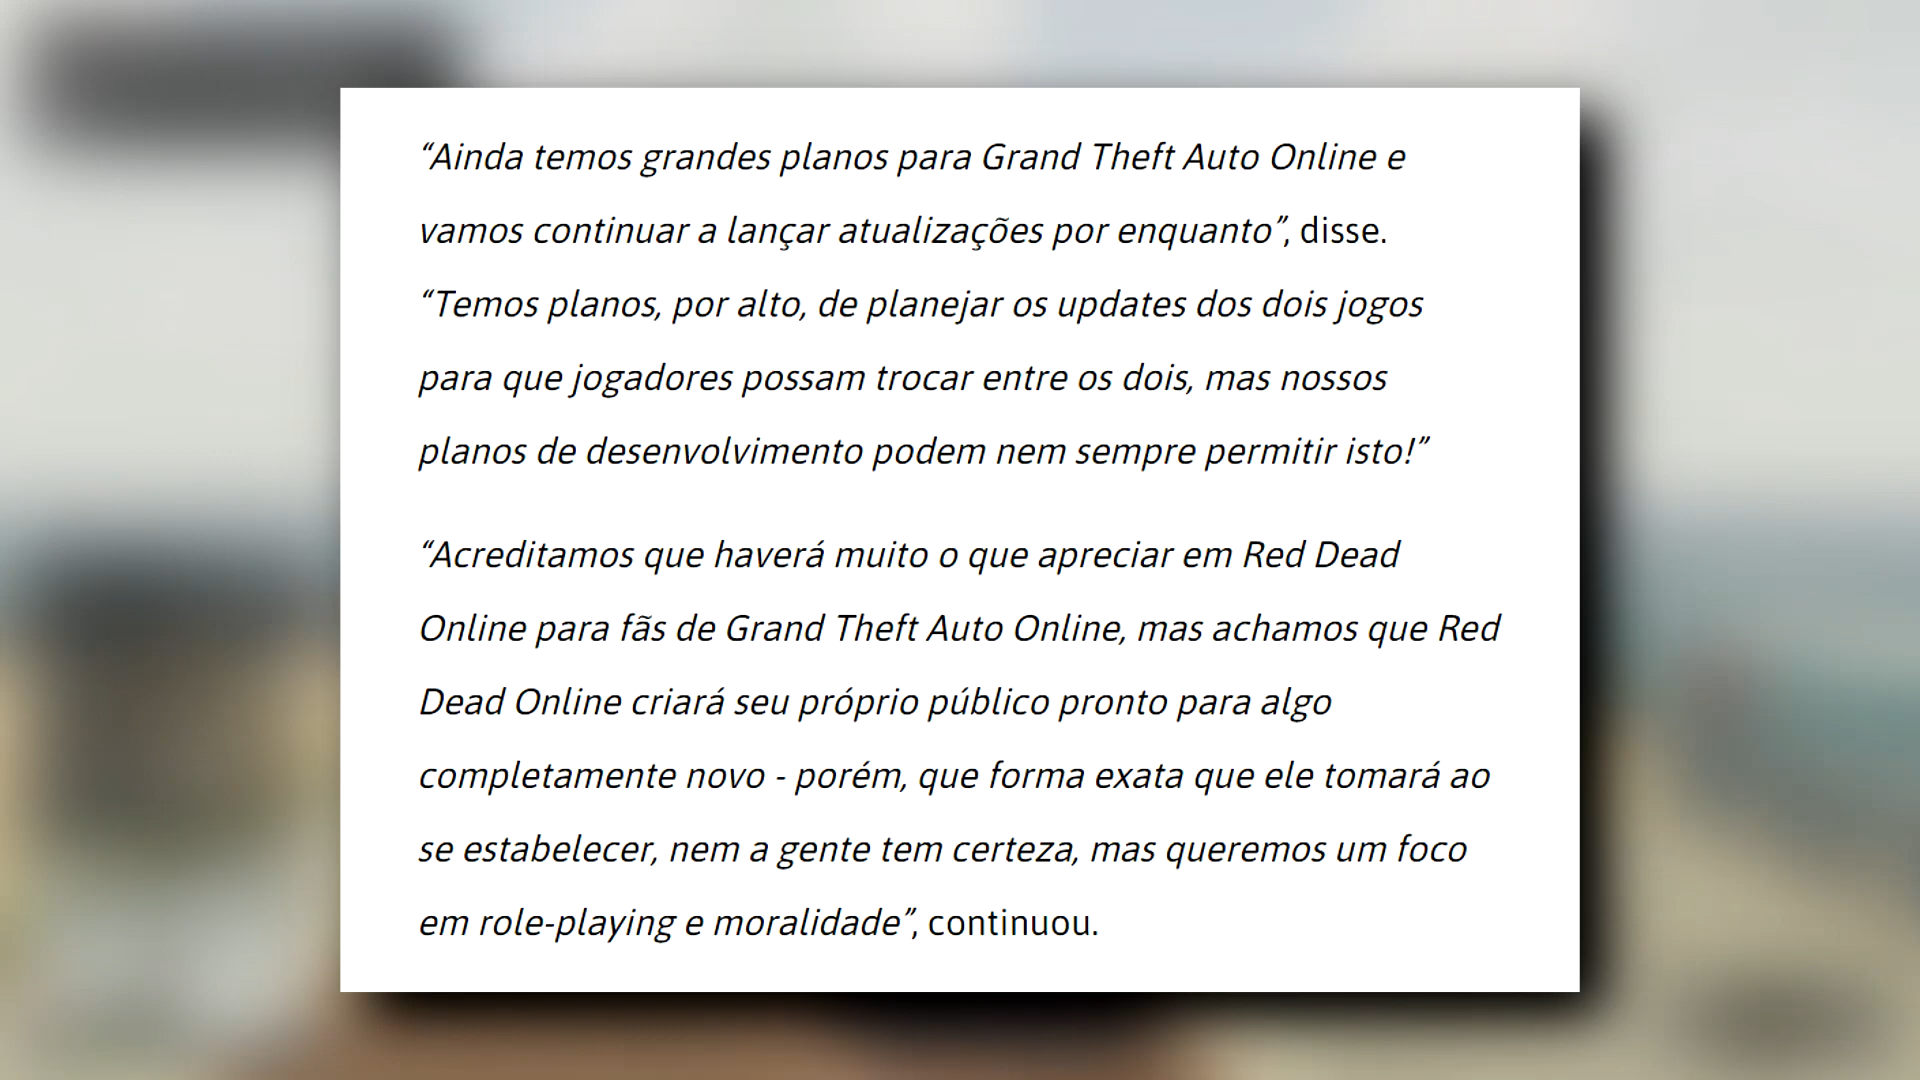 “Ainda temos grandes planos para Grand Theft Auto Online e
vamos continuar a lançar atualizações por enquanto”, disse.
“Temos planos, por alto, de planejar os updates dos dois jogos
para que jogadores possam trocar entre os dois, mas nossos
planos de desenvolvimento podem nem sempre permitir isto!”
“Acreditamos que haverá muito o que apreciar em Red Dead
Online para fãs de Grand Theft Auto Online, mas achamos que Red
Dead Online criará seu próprio público pronto para algo
completamente novo - porém, que forma exata que ele tomará ao
se estabelecer, nem a gente tem certeza, mas queremos um foco
em role-playing e moralidade”, continuou.